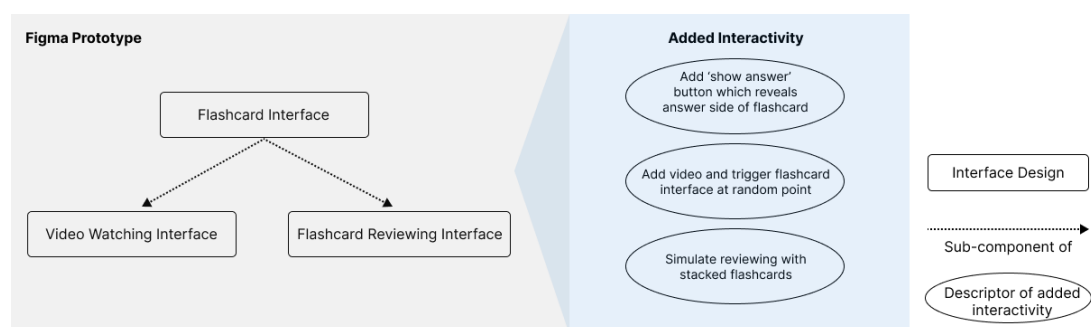 Figma Prototype
Flashcard Interface
Video Watching Interface
Flashcard Reviewing Interface
Added Interactivity
Add ‘show answer’
button which reveals
answer side of flashcard
Add video and trigger flashcard
interface at random point
Simulate reviewing with
stacked flashcards
Interface Design
Sub-component of
Descriptor of added
interactivity